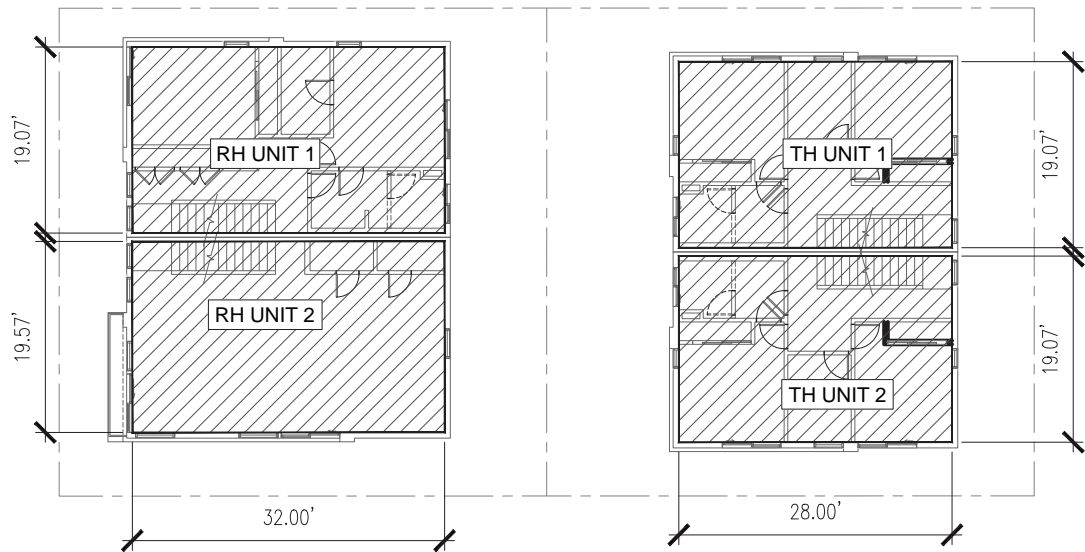 19.07'
RH UNIT 1
TH UNIT 1
19.07'
19.57'
RH UNIT 2
TH UNIT 2
19.07'
32.00'
28.00'